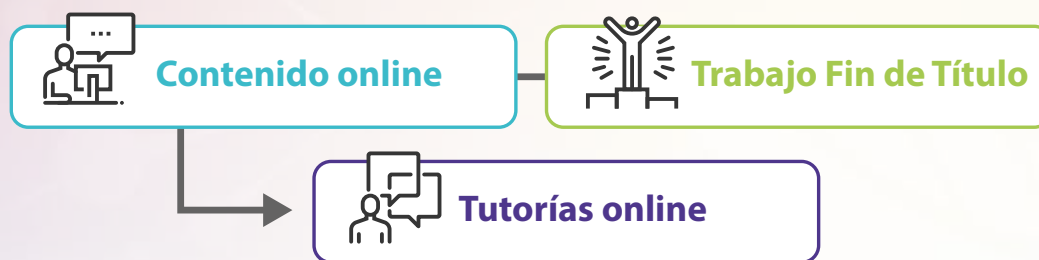 Contenido online
Trabajo Fin de Título
Tutorías online